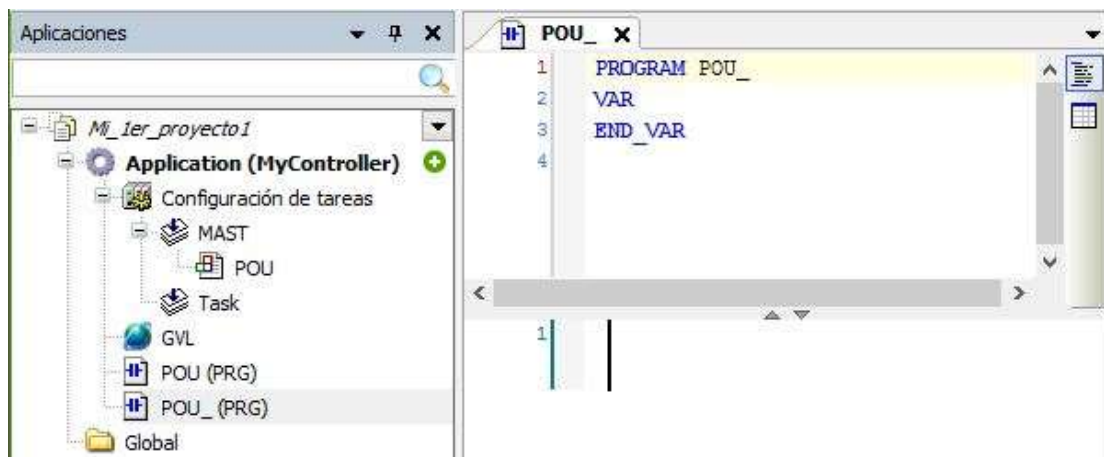 Aplicaciones
Mi_1er_proyecto1
Application (MyController)
Configuración de tareas
MAST
POU
Task
GVL
POU (PRG)
POU_ (PRG)
Global
POU_
1 PROGRAM POU_
2 VAR
3 END_VAR
4
1